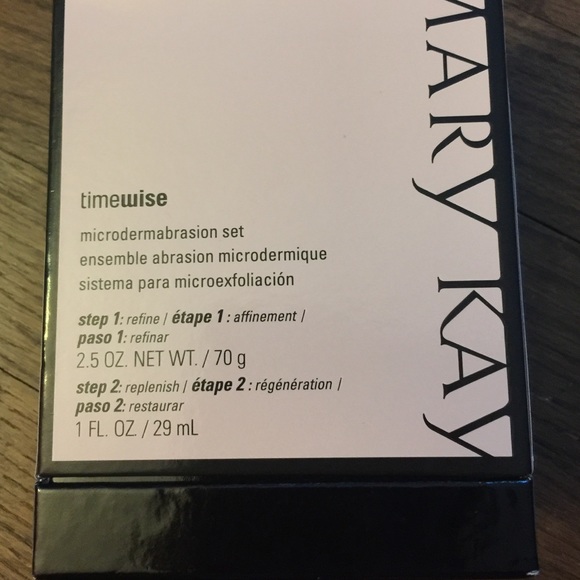 MARY KAY
timewise
microdermabrasion set
ensemble abrasion microdermique
sistema para microexfoliación
step 1: refine / étape 1 : affinement /
paso 1: refinar
2.5 OZ. NET WT. / 70 g
step 2: replenish / étape 2 : régénération /
paso 2: restaurar
1 FL. OZ. / 29 mL